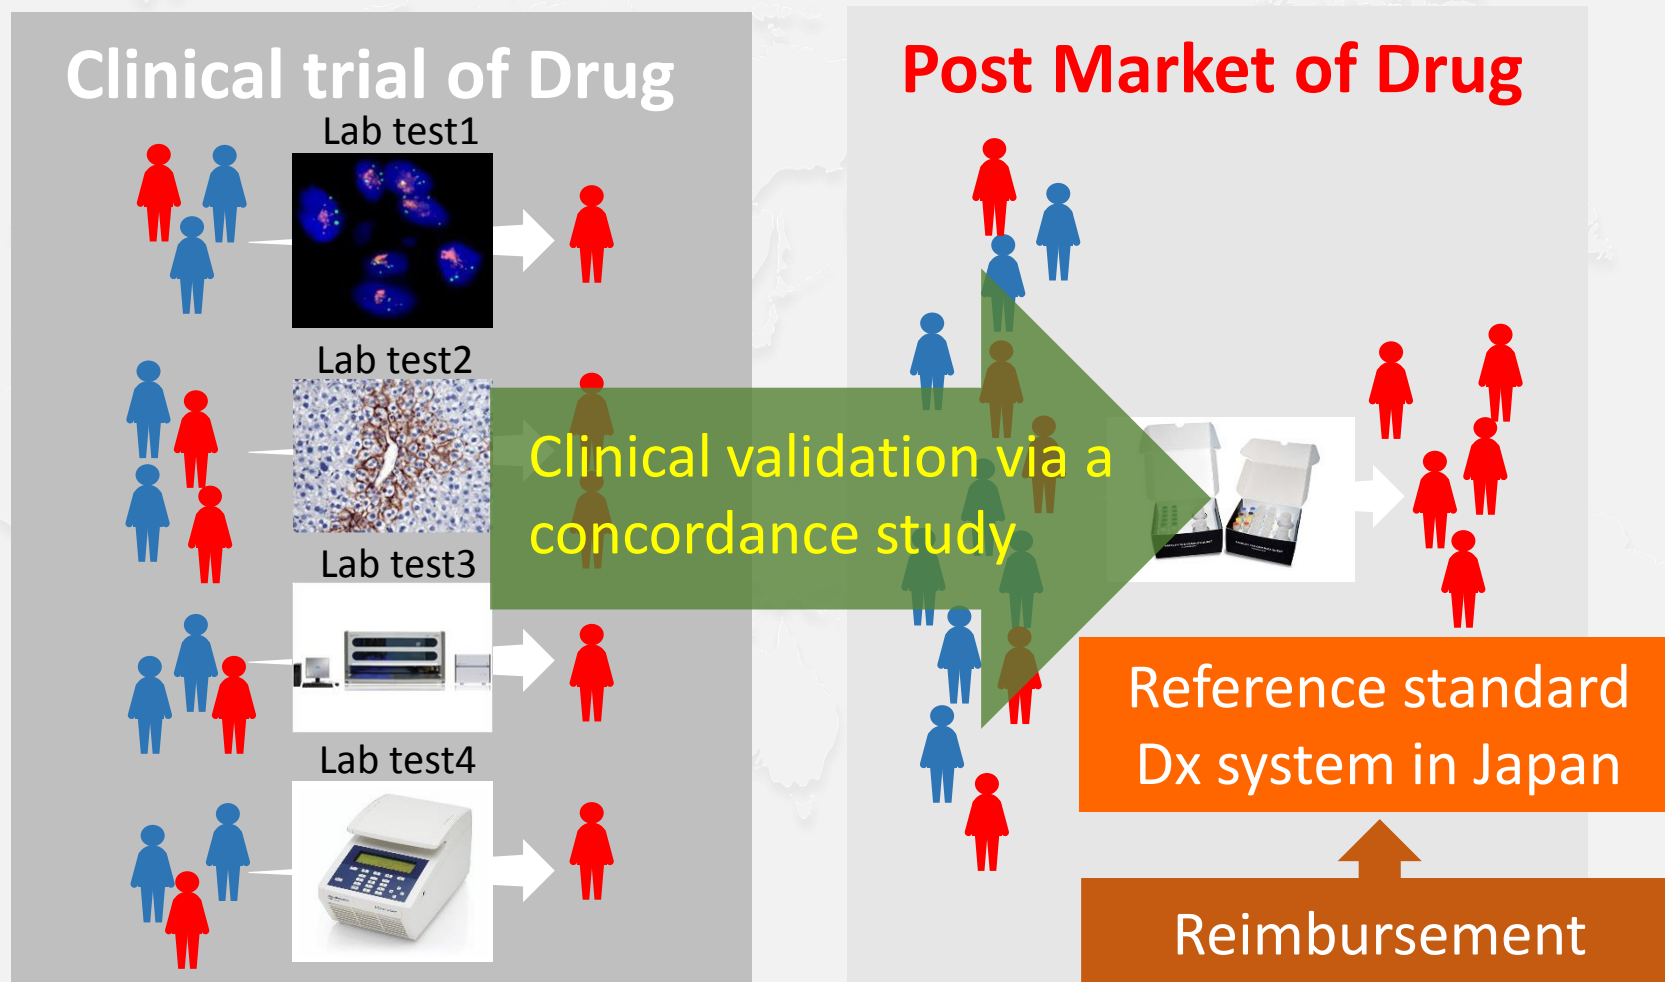 Clinical trial of Drug
Lab test1
Lab test2
Lab test3
Lab test4
Clinical validation via a
concordance study
Post Market of Drug
Reference standard
Dx system in Japan
Reimbursement